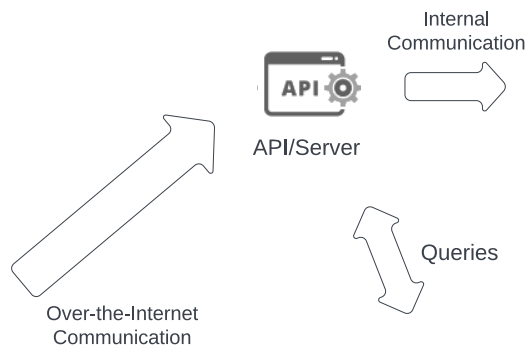 Internal
Communication
API
API/Server
Queries
Over-the-Internet
Communication